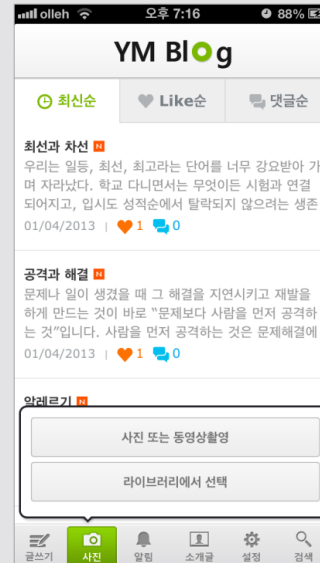 olleh 오후 7:16 88%
YM Blog
최신순 Like순 댓글순
최선과 차선 N
우리는 일등, 최선, 최고라는 단어를 너무 강요받아 가
며 자라났다. 학교 다니면서는 무엇이든 시험과 연결
되어지고, 입시도 성적순에서 탈락되지 않으려는 생존
01/04/2013 | 1 0
공격과 해결 N
문제나 일이 생겼을 때 그 해결을 지연시키고 재발을
하게 만드는 것이 바로 "문제보다 사람을 먼저 공격하
는 것"입니다. 사람을 먼저 공격하는 것은 문제해결에
01/04/2013 | 1 0
알레르기 N
사진 또는 동영상촬영
라이브러리에서 선택
글쓰기 사진 알림 소개글 설정 검색